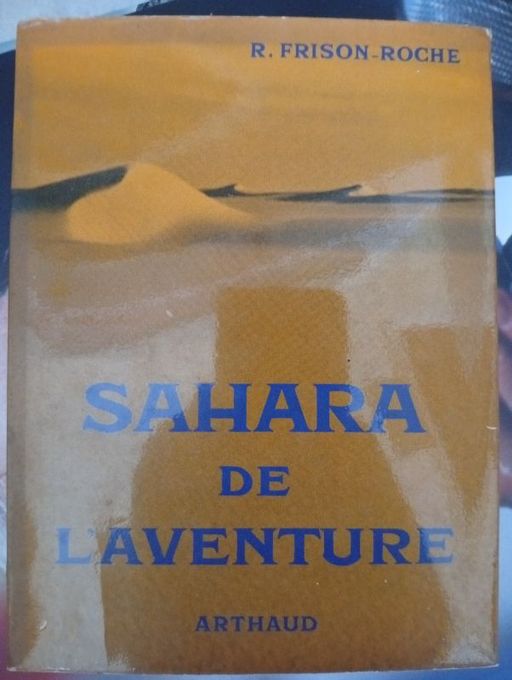 R. FRISON-ROCHE
SAHARA
DE
L'AVENTURE
ARTHAUD